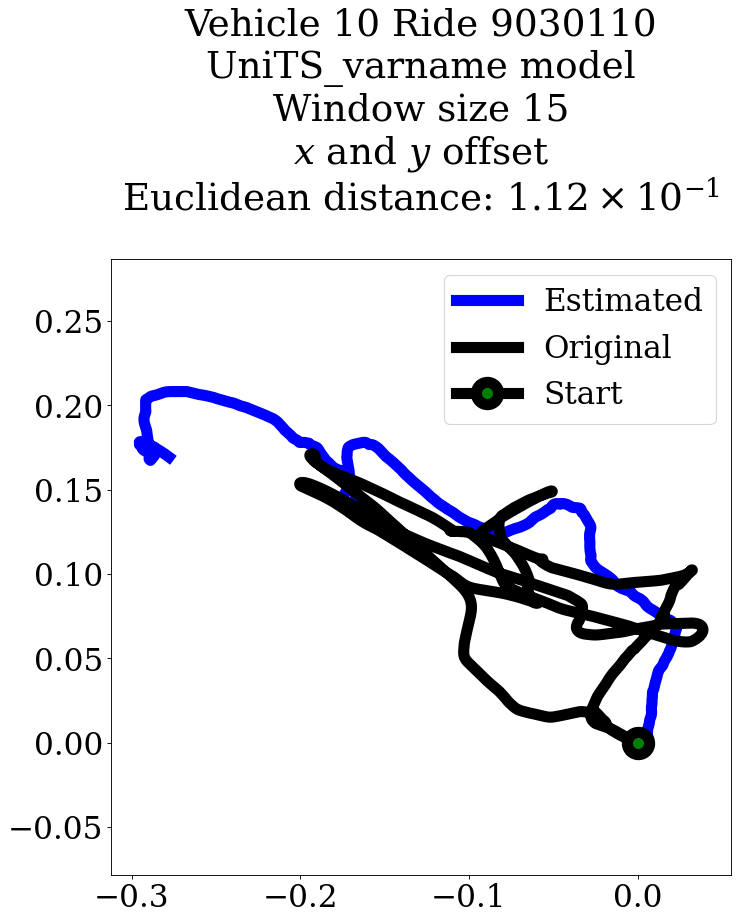 Vehicle 10 Ride 9030110
UniTS_varname model
Window size 15
x and y offset
Euclidean distance: 1.12 × 10⁻¹
Estimated
Original
Start
0.25
0.20
0.15
0.10
0.05
0.00
−0.05
−0.3 −0.2 −0.1 0.0